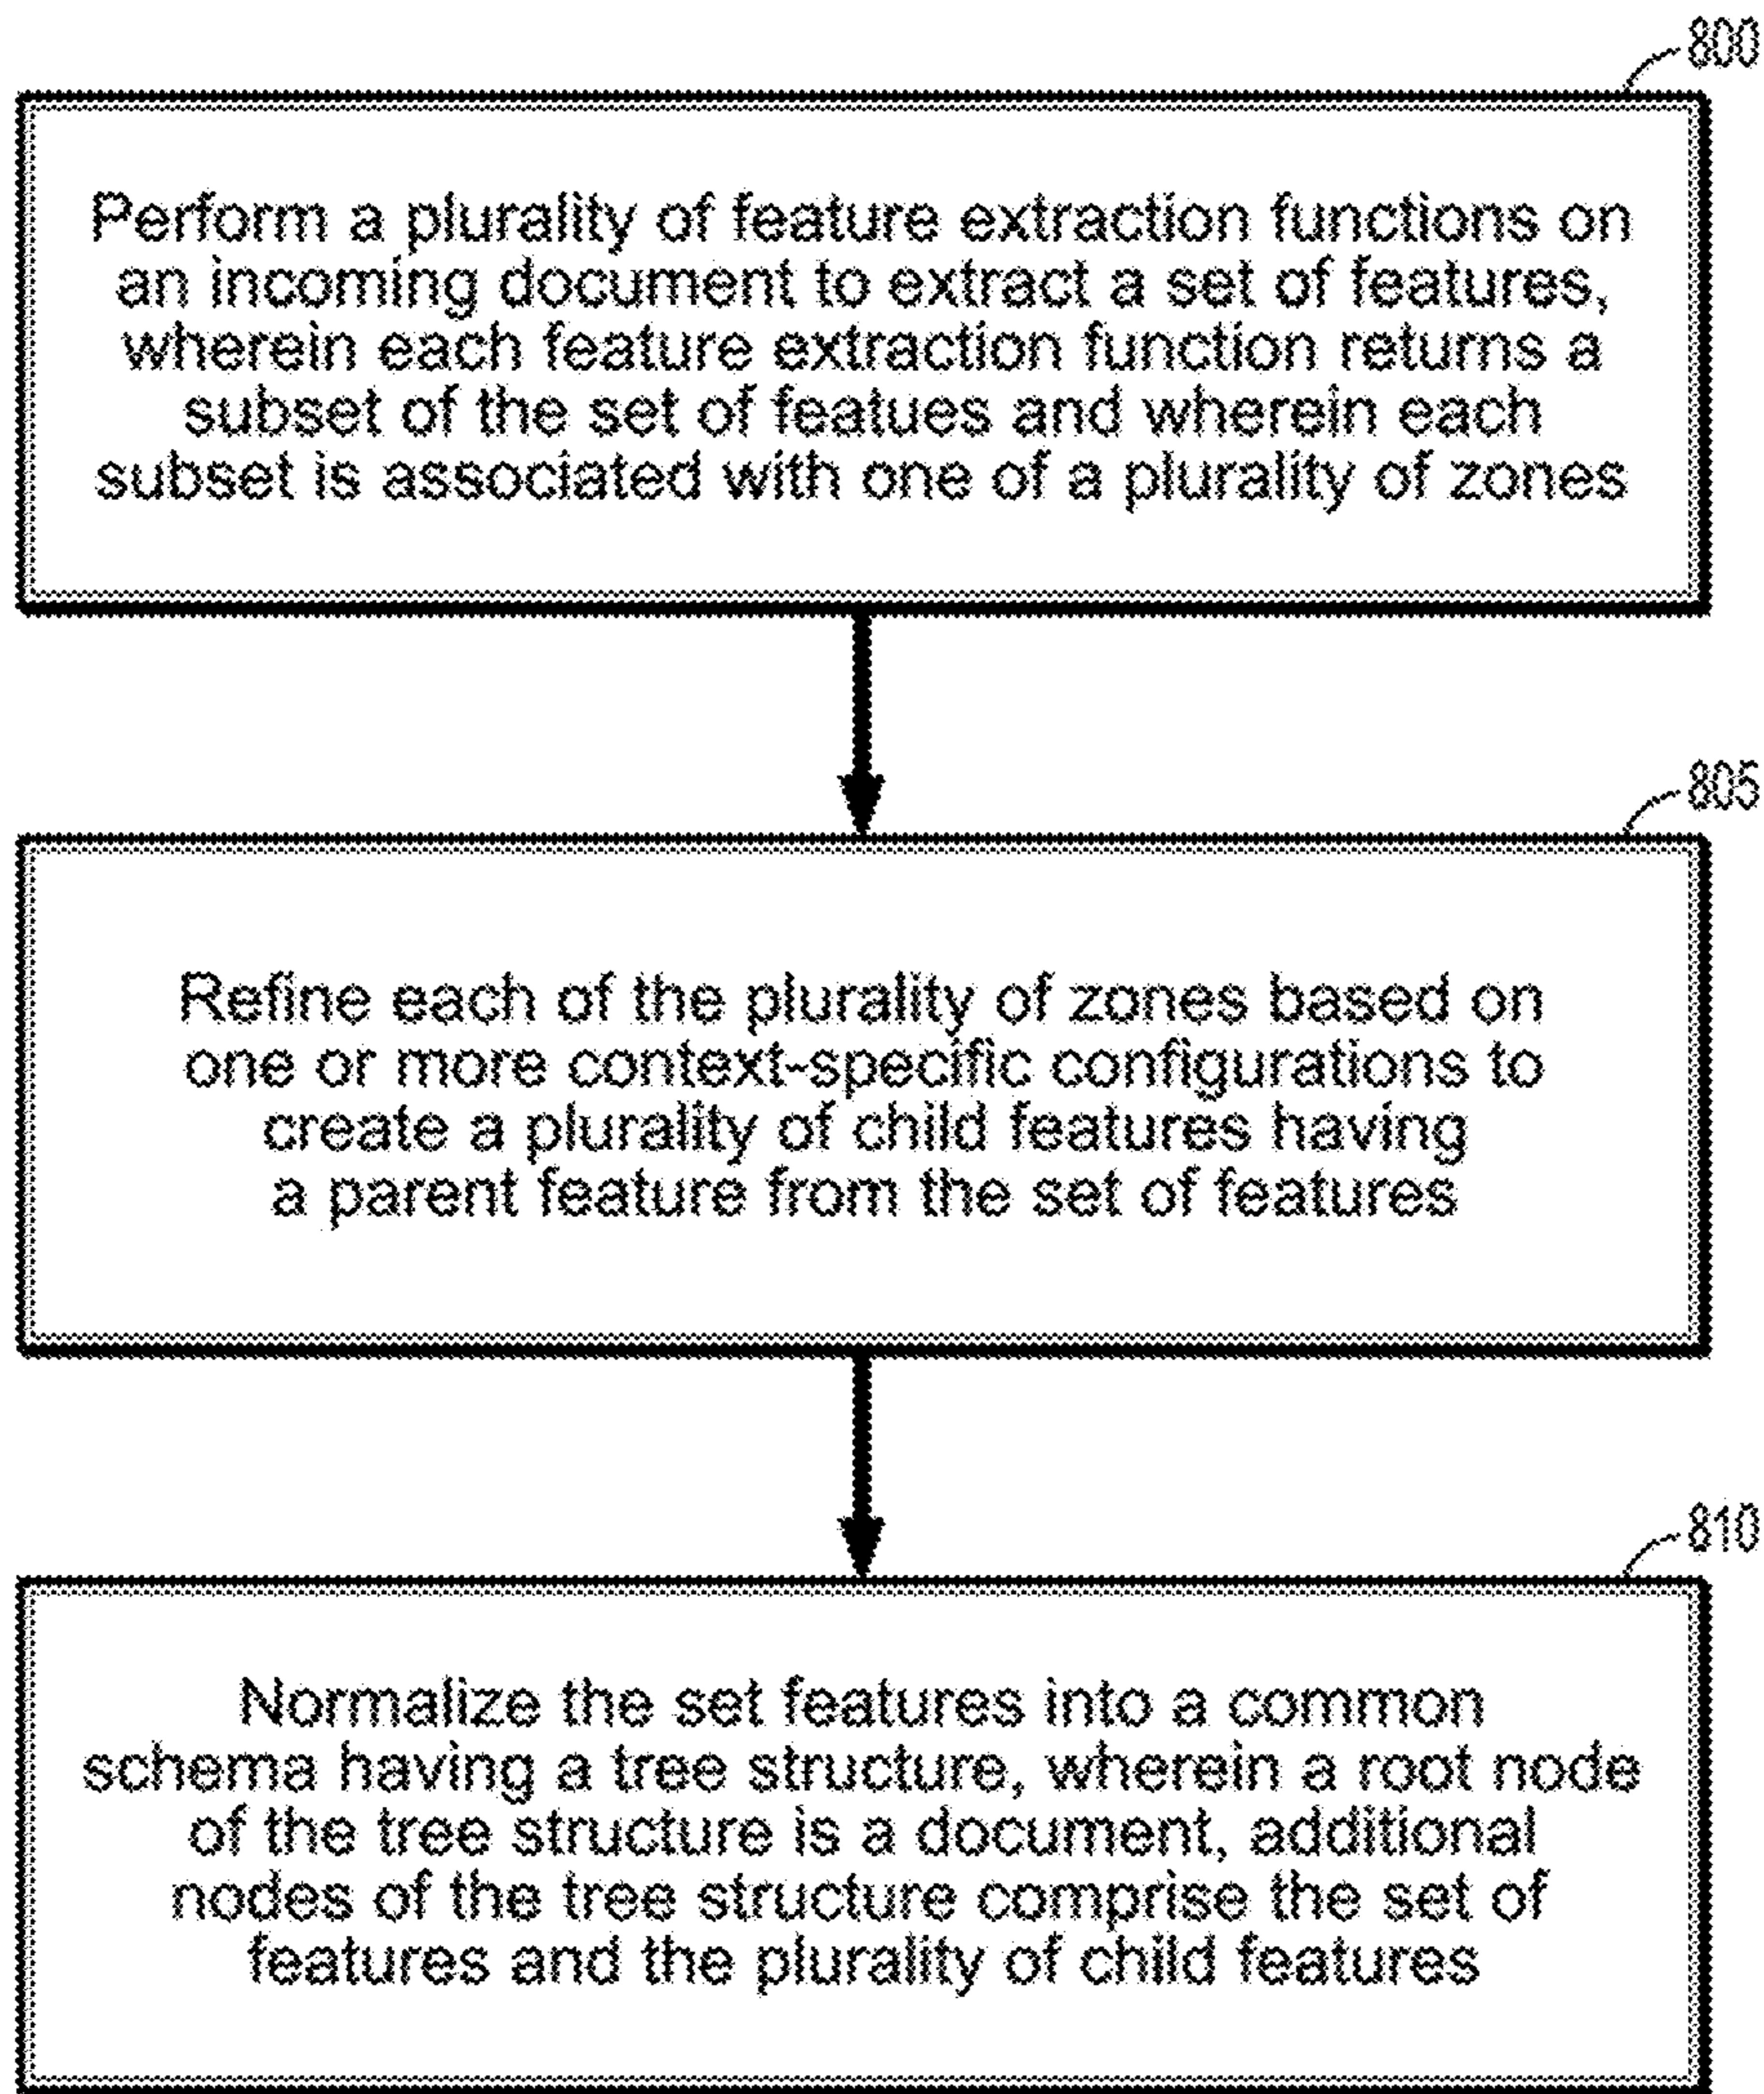 800
Perform a plurality of feature extraction functions on
an incoming document to extract a set of features,
wherein each feature extraction function returns a
subset of the set of featues and wherein each
subset is associated with one of a plurality of zones
805
Refine each of the plurality of zones based on
one or more context-specific configurations to
create a plurality of child features having
a parent feature from the set of features
810
Normalize the set features into a common
schema having a tree structure, wherein a root node
of the tree structure is a document, additional
nodes of the tree structure comprise the set of
features and the plurality of child features